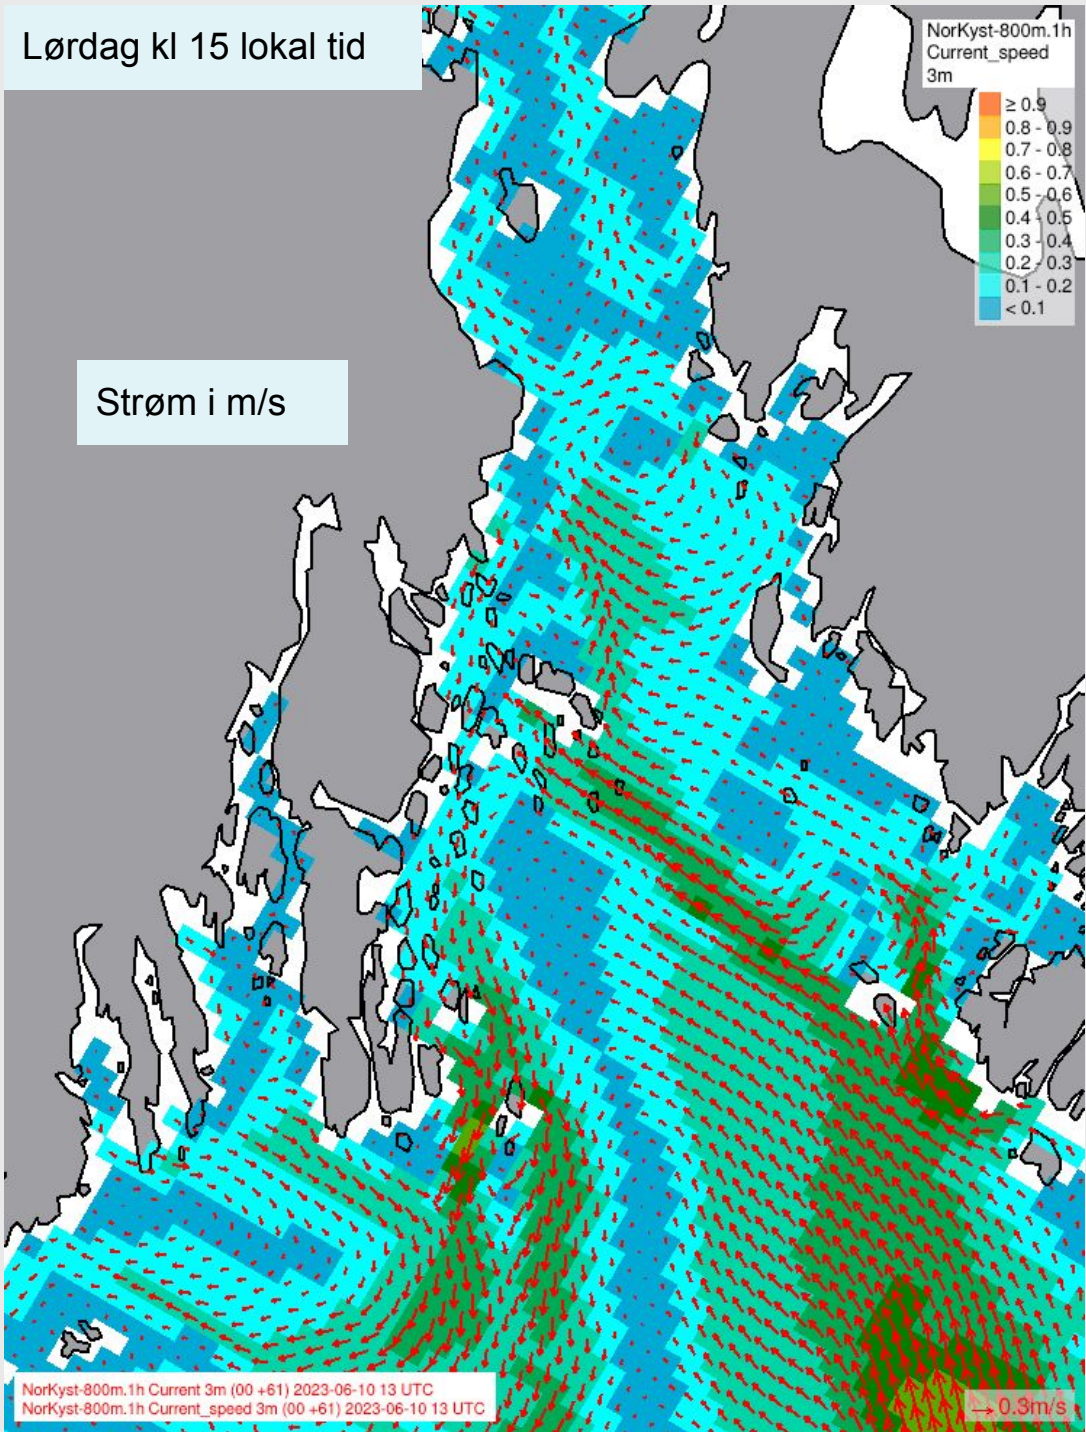 Lørdag kl 15 lokal tid
NorKyst-800m.1h
Current_speed
3m
≥ 0.9
0.8 - 0.9
0.7 - 0.8
0.6 - 0.7
0.5 - 0.6
0.4 - 0.5
0.3 - 0.4
0.2 - 0.3
0.1 - 0.2
< 0.1
Strøm i m/s
NorKyst-800m.1h Current 3m (00 +61) 2023-06-10 13 UTC
NorKyst-800m.1h Current_speed 3m (00 +61) 2023-06-10 13 UTC
→ 0.3m/s